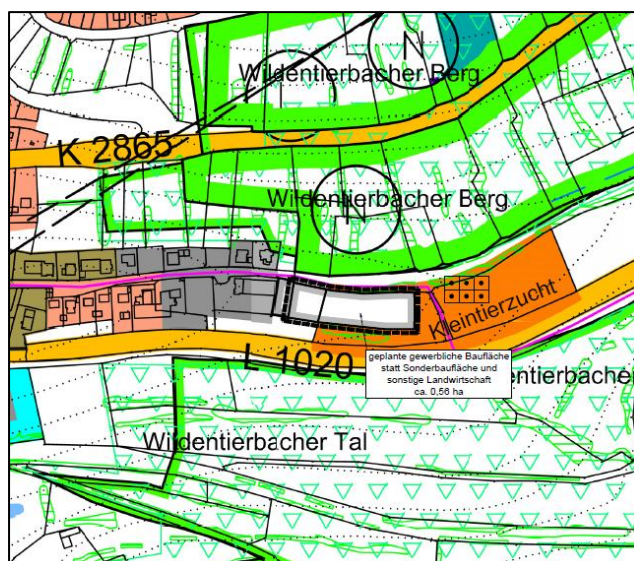 N
Wildentierbacher Berg
K 2865
Wildentierbacher Berg
N
Kleintierzucht
L 1020
geplante gewerbliche Baufläche
statt Sonderbaufläche und
sonstige Landwirtschaft
ca. 0,56 ha
entierbacher
Wildentierbacher Tal